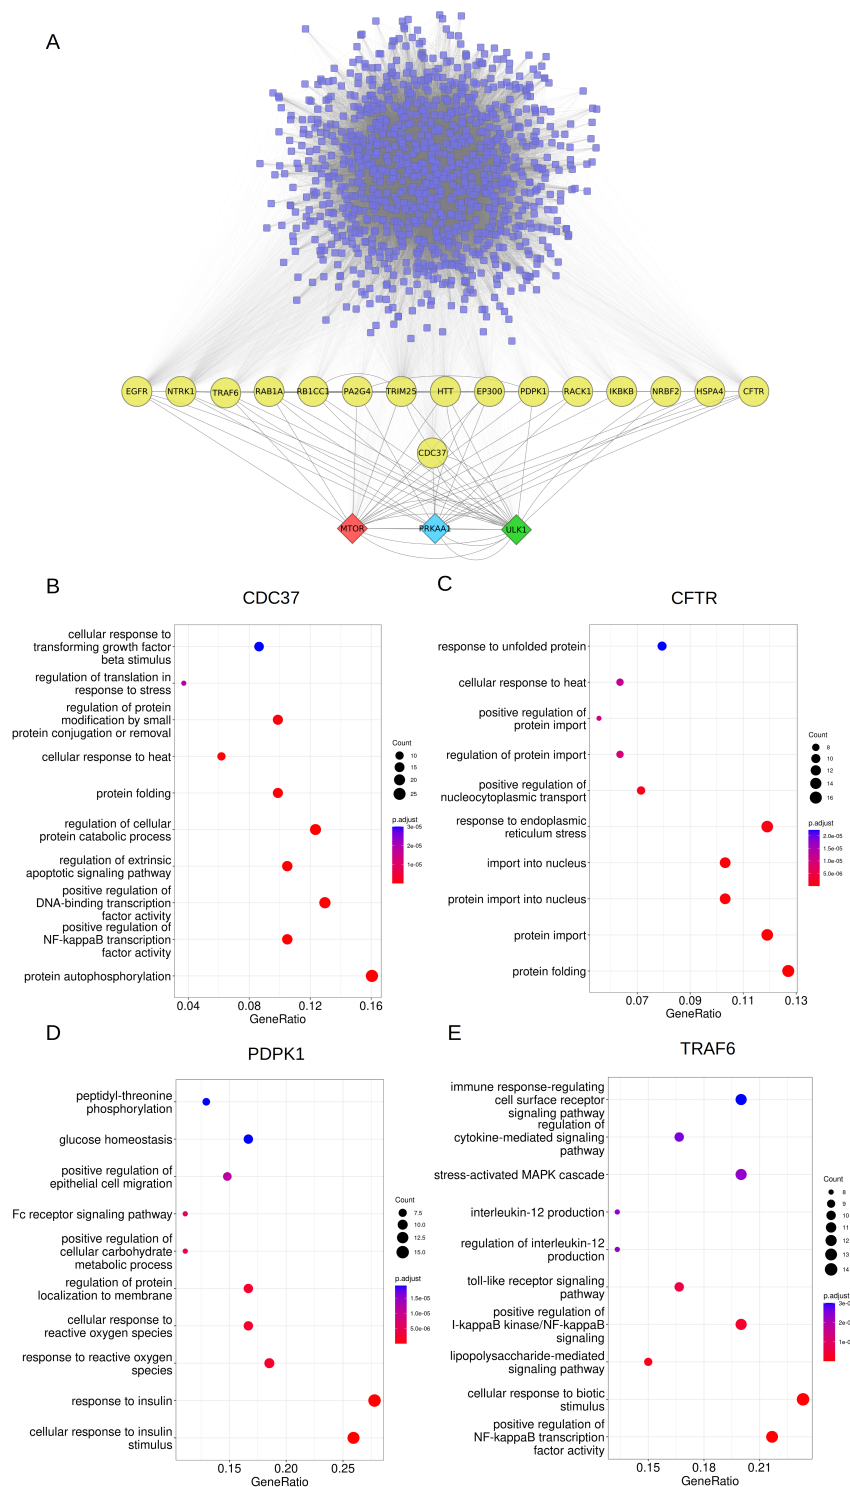 A
EGFR
NTRK1
TRAF6
RAB1A
RB1CC1
PA2G4
TRIM25
HTT
EP300
PDPK1
RACK1
IKBKB
NRBF2
HSPA4
CFTR
CDC37
MTOR
PRKAA1
ULK1
B
CDC37
cellular response to
transforming growth factor
beta stimulus
regulation of translation in
response to stress
regulation of protein
modification by small
protein conjugation or removal
cellular response to heat
protein folding
regulation of cellular
protein catabolic process
regulation of extrinsic
apoptotic signaling pathway
positive regulation of
DNA-binding transcription
factor activity
positive regulation of
NF-kappaB transcription
factor activity
protein autophosphorylation
0.04 0.08 0.12 0.16
GeneRatio
Count
10
15
20
25
p.adjust
3e-05
2e-05
1e-05
C
CFTR
response to unfolded protein
cellular response to heat
positive regulation of
protein import
regulation of protein import
positive regulation of
nucleocytoplasmic transport
response to endoplasmic
reticulum stress
import into nucleus
protein import into nucleus
protein import
protein folding
0.07 0.09 0.11 0.13
GeneRatio
Count
8
10
12
14
16
p.adjust
2.0e-05
1.5e-05
1.0e-05
5.0e-06
D
PDPK1
peptidyl-threonine
phosphorylation
glucose homeostasis
positive regulation of
epithelial cell migration
Fc receptor signaling pathway
positive regulation of
cellular carbohydrate
metabolic process
regulation of protein
localization to membrane
cellular response to
reactive oxygen species
response to reactive oxygen
species
response to insulin
cellular response to insulin
stimulus
0.15 0.20 0.25
GeneRatio
Count
7.5
10.0
12.5
15.0
p.adjust
1.5e-05
1.0e-05
5.0e-06
E
TRAF6
immune response-regulating
cell surface receptor
signaling pathway
regulation of
cytokine-mediated signaling
pathway
stress-activated MAPK cascade
interleukin-12 production
regulation of interleukin-12
production
toll-like receptor signaling
pathway
positive regulation of
I-kappaB kinase/NF-kappaB
signaling
lipopolysaccharide-mediated
signaling pathway
cellular response to biotic
stimulus
positive regulation of
NF-kappaB transcription
factor activity
0.15 0.18 0.21
GeneRatio
Count
8
9
10
11
12
13
14
p.adjust